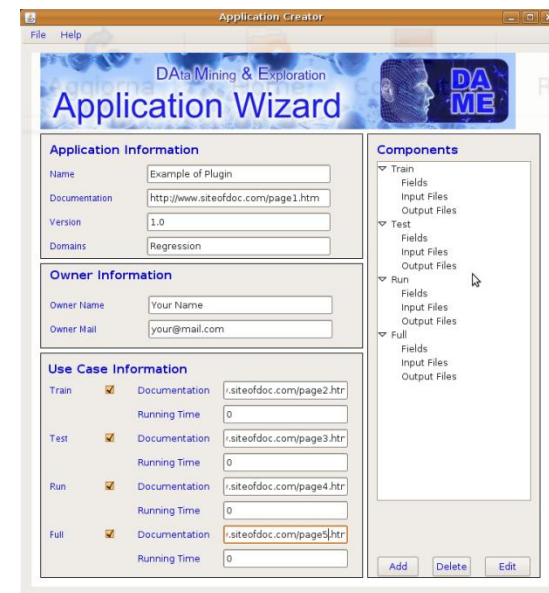 Application Creator
File Help
DAta Mining & Exploration
Application Wizard
DA
ME
Application Information
Name Example of Plugin
Documentation http://www.siteofdoc.com/page1.htm
Version 1.0
Domains Regression
Owner Information
Owner Name Your Name
Owner Mail your@mail.com
Use Case Information
Train Documentation .siteofdoc.com/page2.htr
Running Time 0
Test Documentation .siteofdoc.com/page3.htr
Running Time 0
Run Documentation .siteofdoc.com/page4.htr
Running Time 0
Full Documentation .siteofdoc.com/page5.htr
Running Time 0
Components
Train
Fields
Input Files
Output Files
Test
Fields
Input Files
Output Files
Run
Fields
Input Files
Output Files
Full
Fields
Input Files
Output Files
Add Delete Edit